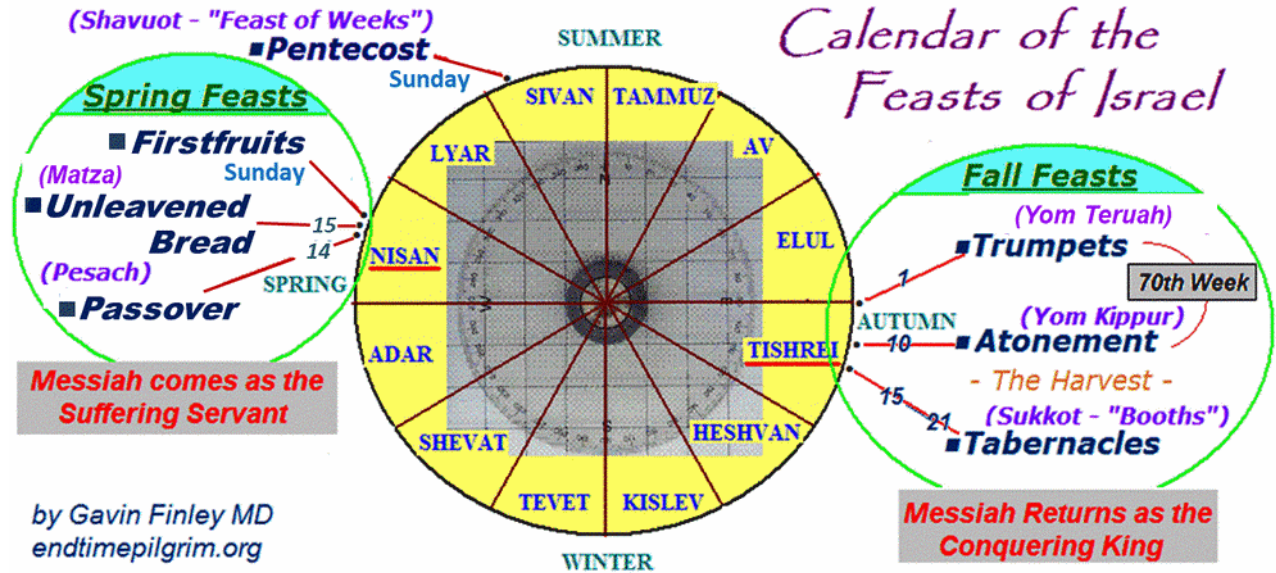 Calendar of the
Feasts of Israel
(Shavuot - "Feast of Weeks")
■Pentecost
Sunday
Spring Feasts
■ Firstfruits
Sunday
(Matza)
■Unleavened
Bread
15
14
(Pesach)
■Passover
SPRING
Messiah comes as the
Suffering Servant
by Gavin Finley MD
endtimepilgrim.org
SUMMER
SIVAN
TAMMUZ
LYAR
AV
NISAN
ELUL
ADAR
TISHREI
SHEVAT
HESHVAN
TEVET
KISLEV
WINTER
N
W
E
S
AUTUMN
Fall Feasts
(Yom Teruah)
■Trumpets
1
70th Week
(Yom Kippur)
10
■Atonement
- The Harvest -
15
21
(Sukkot - "Booths")
■Tabernacles
Messiah Returns as the
Conquering King